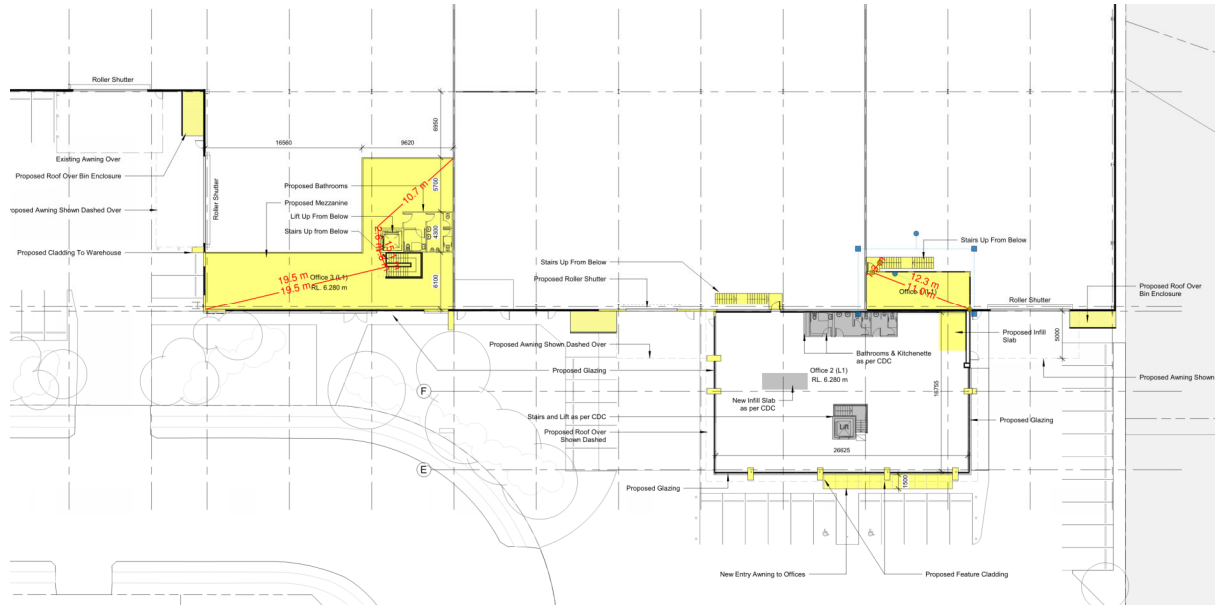 Roller Shutter
6950
16560
9620
Existing Awning Over
Proposed Roof Over Bin Enclosure
Roller Shutter
Proposed Bathrooms
10.7 m
5700
Proposed Mezzanine
roposed Awning Shown Dashed Over
Lift Up From Below
Stairs Up from Below
4300
Proposed Cladding To Warehouse
19.5 m
19.5 m
Office 3 (L1)
RL. 6.280 m
6100
Stairs Up From Below
Stairs Up From Below
Proposed Roller Shutter
12.3 m
11.0 m
Office
Roller Shutter
Proposed Roof Over
Bin Enclosure
Proposed Infill
Slab
5000
Proposed Awning Shown Dashed Over
Bathrooms & Kitchenette
as per CDC
Proposed Glazing
Office 2 (L1)
RL. 6.280 m
Proposed Awning Shown
F
New Infill Slab
as per CDC
16755
Stairs and Lift as per CDC
Proposed Glazing
Lift
Proposed Roof Over
Shown Dashed
26625
E
Proposed Glazing
1500
New Entry Awning to Offices
Proposed Feature Cladding